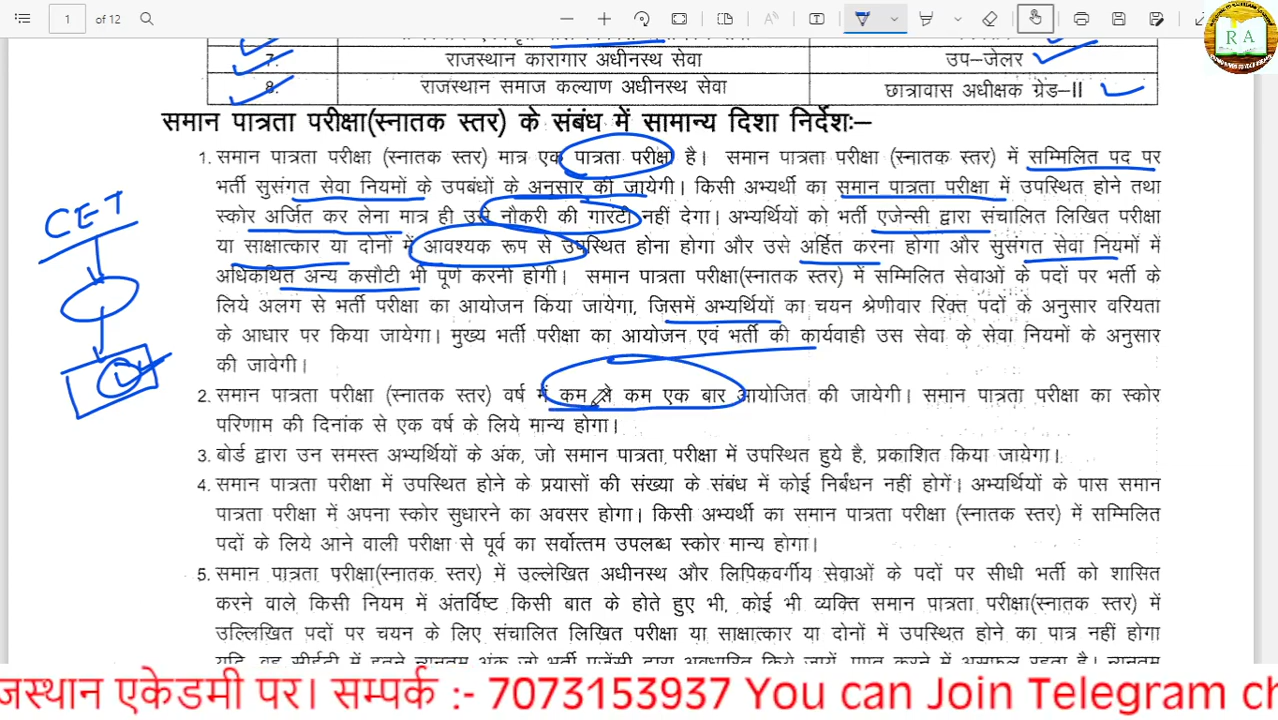 1 of 12
RA
7. राजस्थान कारागार अधीनस्थ सेवा उप-जेलर
8. राजस्थान समाज कल्याण अधीनस्थ सेवा छात्रावास अधीक्षक ग्रेड-II
समान पात्रता परीक्षा(स्नातक स्तर) के संबंध में सामान्य दिशा निर्देशः-
1. समान पात्रता परीक्षा (स्नातक स्तर) मात्र एक पात्रता परीक्षा है। समान पात्रता परीक्षा (स्नातक स्तर) में सम्मिलित पद पर
भर्ती सुसंगत सेवा नियमों के उपबंधों के अनुसार की जायेगी। किसी अभ्यर्थी का समान पात्रता परीक्षा में उपस्थित होने तथा
स्कोर अर्जित कर लेना मात्र ही उसे नौकरी की गारंटी नहीं देगा। अभ्यर्थियों को भर्ती एजेन्सी द्वारा संचालित लिखित परीक्षा
CET
या साक्षात्कार या दोनों में आवश्यक रूप से उपस्थित होना होगा और उसे अर्हित करना होगा और सुसंगत सेवा नियमों में
अधिकथित अन्य कसौटी भी पूर्ण करनी होगी। समान पात्रता परीक्षा(स्नातक स्तर) में सम्मिलित सेवाओं के पदों पर भर्ती के
लिये अलग से भर्ती परीक्षा का आयोजन किया जायेगा, जिसमें अभ्यर्थियों का चयन श्रेणीवार रिक्त पदों के अनुसार वरियता
के आधार पर किया जायेगा। मुख्य भर्ती परीक्षा का आयोजन एवं भर्ती की कार्यवाही उस सेवा के सेवा नियमों के अनुसार
की जावेगी।
2. समान पात्रता परीक्षा (स्नातक स्तर) वर्ष में कम से कम एक बार आयोजित की जायेगी। समान पात्रता परीक्षा का स्कोर
परिणाम की दिनांक से एक वर्ष के लिये मान्य होगा।
3. बोर्ड द्वारा उन समस्त अभ्यर्थियों के अंक, जो समान पात्रता परीक्षा में उपस्थित हुये है, प्रकाशित किया जायेगा।
4. समान पात्रता परीक्षा में उपस्थित होने के प्रयासों की संख्या के संबंध में कोई निर्बंधन नहीं होगें। अभ्यर्थियों के पास समान
पात्रता परीक्षा में अपना स्कोर सुधारने का अवसर होगा। किसी अभ्यर्थी का समान पात्रता परीक्षा (स्नातक स्तर) में सम्मिलित
पदों के लिये आने वाली परीक्षा से पूर्व का सर्वोत्तम उपलब्ध स्कोर मान्य होगा।
5. समान पात्रता परीक्षा(स्नातक स्तर) में उल्लेखित अधीनस्थ और लिपिकवर्गीय सेवाओं के पदों पर सीधी भर्ती को शासित
करने वाले किसी नियम में अंतर्विष्ट किसी बात के होते हुए भी, कोई भी व्यक्ति समान पात्रता परीक्षा(स्नातक स्तर) में
उल्लिखित पदों पर चयन के लिए संचालित लिखित परीक्षा या साक्षात्कार या दोनों में उपस्थित होने का पात्र नहीं होगा
जस्थान एकेडमी पर। सम्पर्क :- 7073153937 You can Join Telegram ch